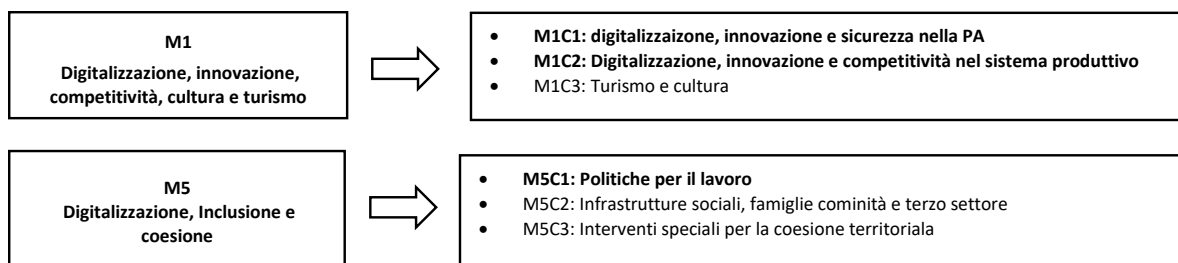 M1
Digitalizzazione, innovazione,
competitività, cultura e turismo
• M1C1: digitalizzaizone, innovazione e sicurezza nella PA
• M1C2: Digitalizzazione, innovazione e competitività nel sistema produttivo
• M1C3: Turismo e cultura
M5
Digitalizzazione, Inclusione e
coesione
• M5C1: Politiche per il lavoro
• M5C2: Infrastrutture sociali, famiglie cominità e terzo settore
• M5C3: Interventi speciali per la coesione territoriala